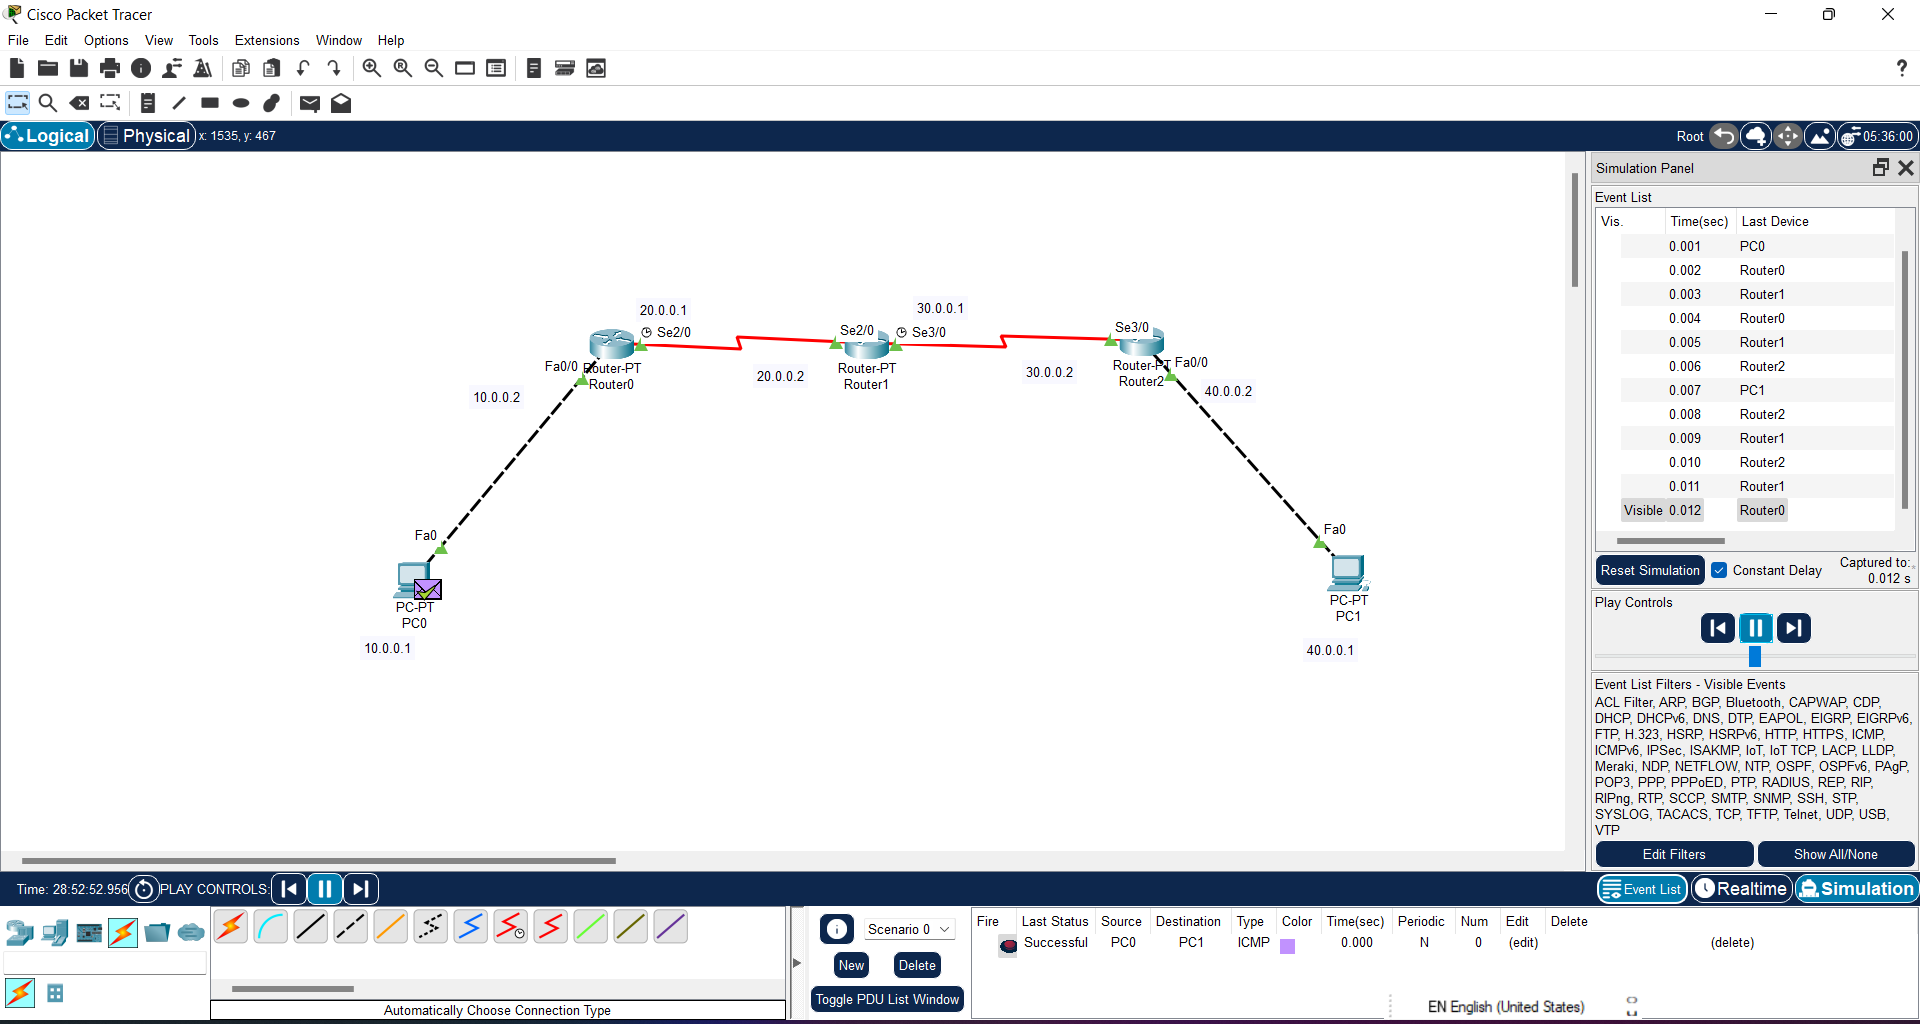 Cisco Packet Tracer
File Edit Options View Tools Extensions Window Help
?
Logical Physical x: 1535, y: 467 Root 05:36:00
Simulation Panel
Event List
Vis. Time(sec) Last Device
0.001 PC0
0.002 Router0
0.003 Router1
0.004 Router0
0.005 Router1
0.006 Router2
0.007 PC1
0.008 Router2
0.009 Router1
0.010 Router2
0.011 Router1
Visible 0.012 Router0
Reset Simulation Constant Delay Captured to:
0.012 s
Play Controls
Event List Filters - Visible Events
ACL Filter, ARP, BGP, Bluetooth, CAPWAP, CDP,
DHCP, DHCPv6, DNS, DTP, EAPOL, EIGRP, EIGRPv6,
FTP, H.323, HSRP, HSRPv6, HTTP, HTTPS, ICMP,
ICMPv6, IPSec, ISAKMP, IoT, IoT TCP, LACP, LLDP,
Meraki, NDP, NETFLOW, NTP, OSPF, OSPFv6, PAgP,
POP3, PPP, PPPoED, PTP, RADIUS, REP, RIP,
RIPng, RTP, SCCP, SMTP, SNMP, SSH, STP,
SYSLOG, TACACS, TCP, TFTP, Telnet, UDP, USB,
VTP
Edit Filters Show All/None
20.0.0.1 30.0.0.1
Se2/0 Se2/0 Se3/0 Se3/0
Fa0/0 Router-PT Router-PT Router-PT Fa0/0
Router0 Router1 Router2
10.0.0.2 20.0.0.2 30.0.0.2 40.0.0.2
Fa0 Fa0
PC-PT PC-PT
PC0 PC1
10.0.0.1 40.0.0.1
Time: 28:52:52.956 PLAY CONTROLS: Event List Realtime Simulation
Scenario 0
New Delete
Toggle PDU List Window
Automatically Choose Connection Type
Fire Last Status Source Destination Type Color Time(sec) Periodic Num Edit Delete
Successful PC0 PC1 ICMP 0.000 N 0 (edit) (delete)
EN English (United States)